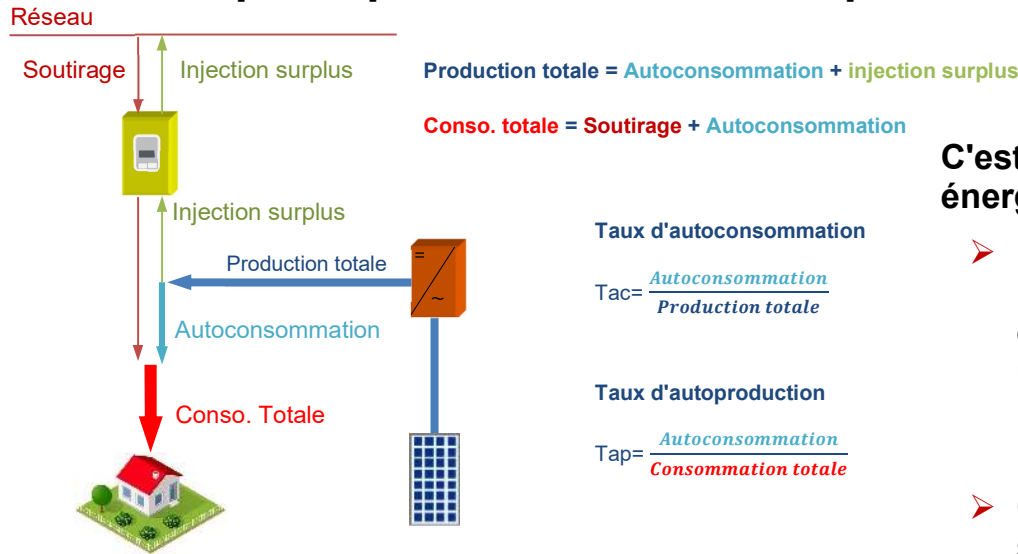 Réseau
Soutirage
Injection surplus
Production totale = Autoconsommation + injection surplus
Conso. totale = Soutirage + Autoconsommation
C'est
énerg
Injection surplus
Production totale
=
~
Autoconsommation
Conso. Totale
Taux d'autoconsommation
Tac= Autoconsommation
Production totale
Taux d'autoproduction
Tap= Autoconsommation
Consommation totale